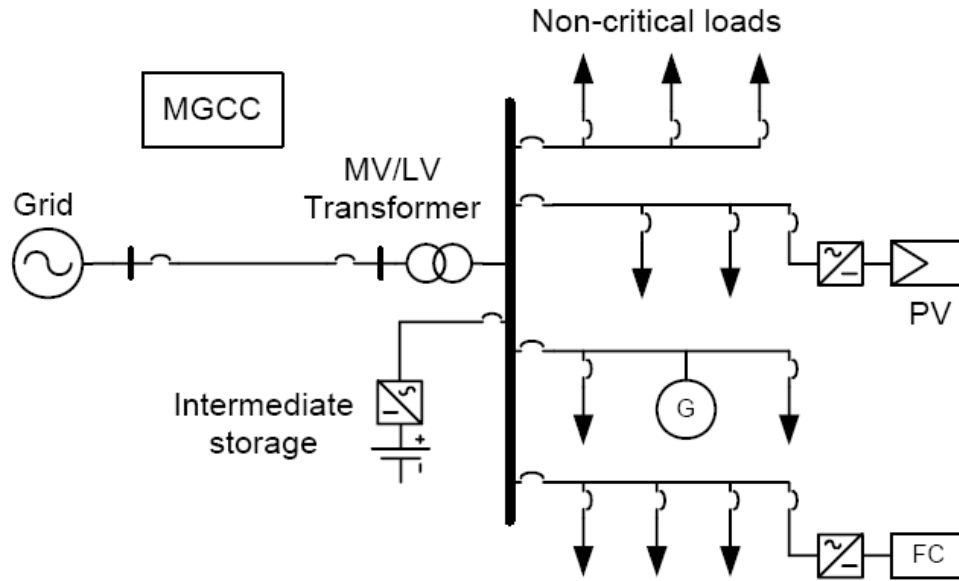 Non-critical loads
MGCC
MV/LV
Transformer
Grid
PV
Intermediate
storage
+
-
G
FC